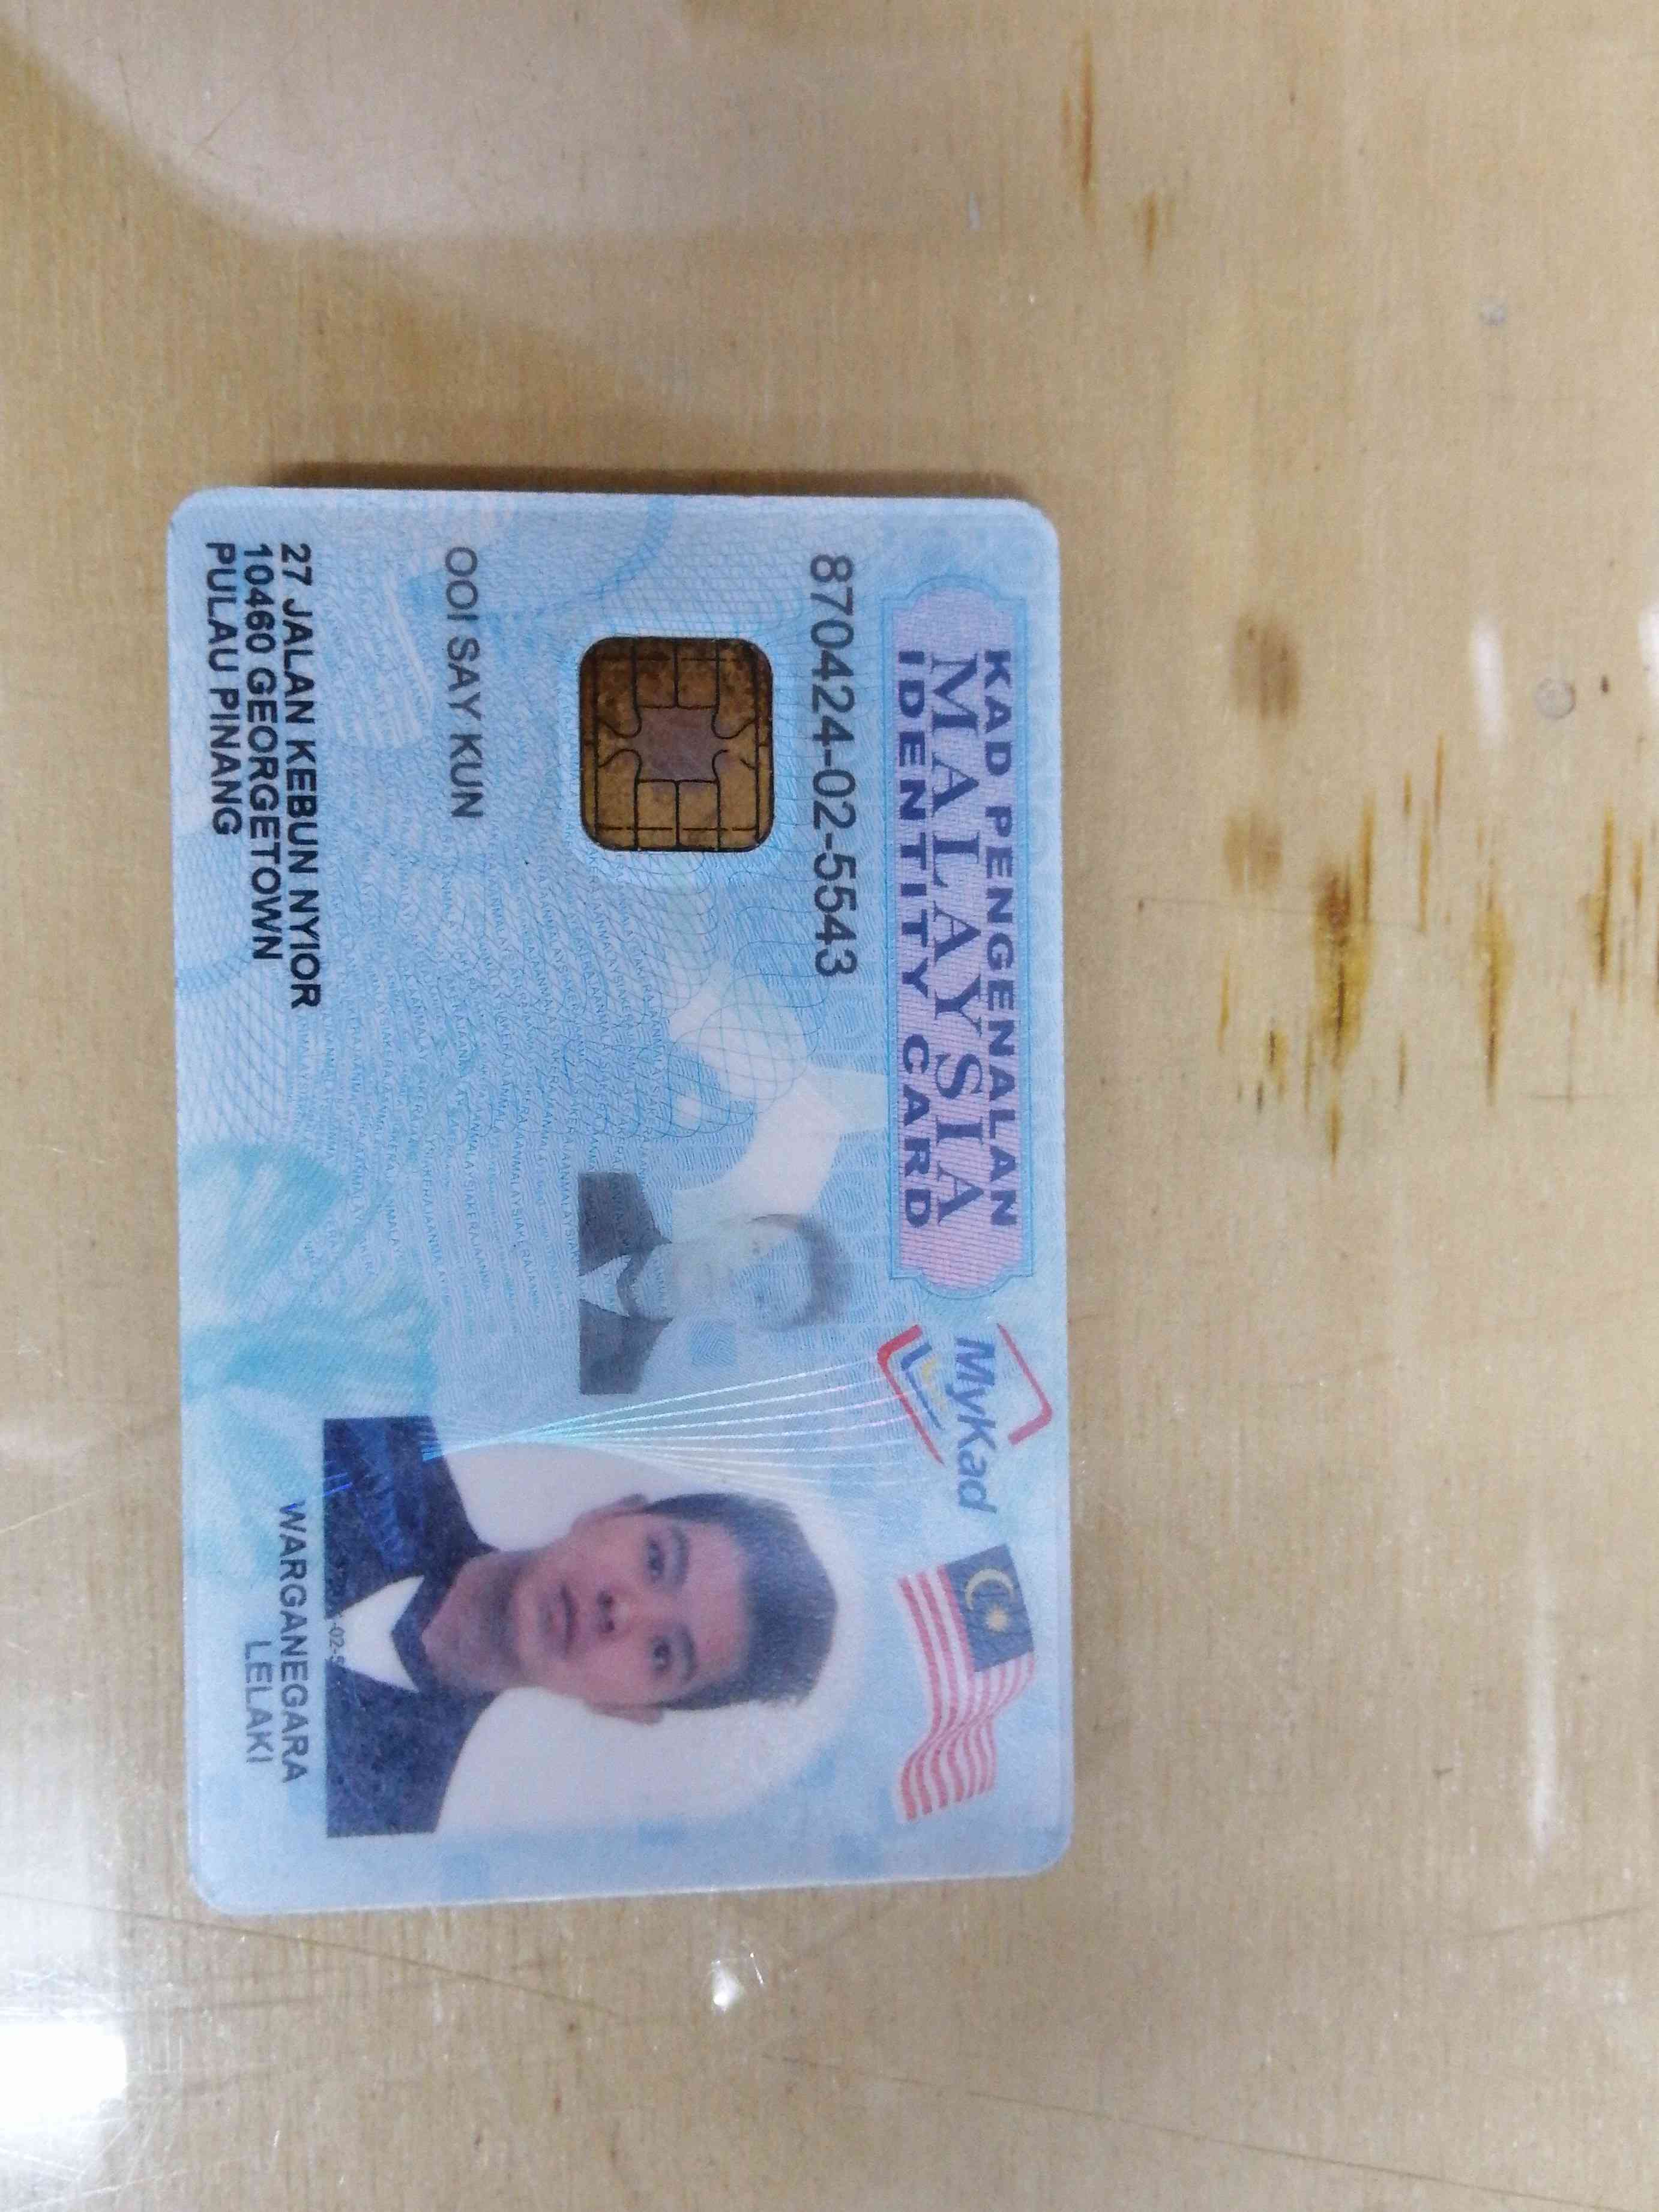 KAD PENGENALAN
MALAYSIA
IDENTITY CARD
MyKad
870424-02-5543
OOI SAY KUN
27 JALAN KEBUN NYIOR
10460 GEORGETOWN
PULAU PINANG
WARGANEGARA
LELAKI